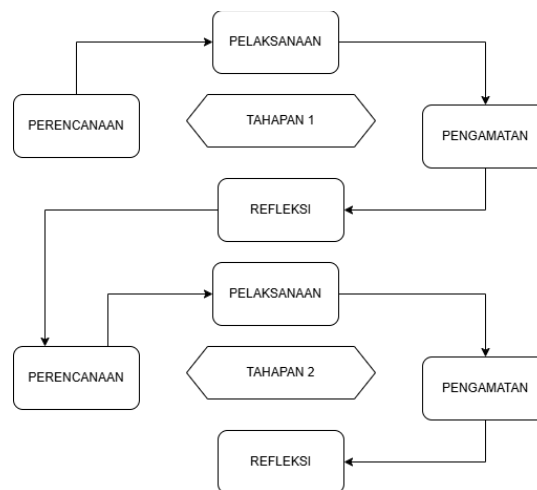 PELAKSANAAN
PERENCANAAN
TAHAPAN 1
PENGAMATAN
REFLEKSI
PELAKSANAAN
PERENCANAAN
TAHAPAN 2
PENGAMATAN
REFLEKSI